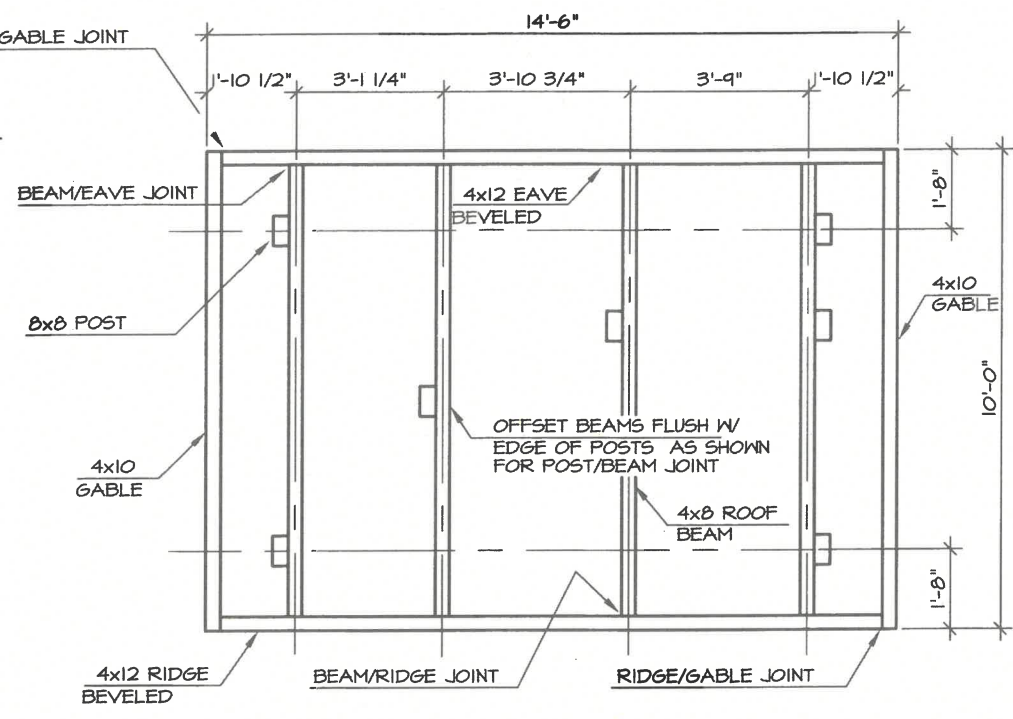 14'-6"
GABLE JOINT
1'-10 1/2"
3'-1 1/4"
3'-10 3/4"
3'-9"
1'-10 1/2"
BEAM/EAVE JOINT
4x12 EAVE
BEVELED
1'-8"
4x10
GABLE
8x8 POST
10'-0"
OFFSET BEAMS FLUSH W/
EDGE OF POSTS AS SHOWN
FOR POST/BEAM JOINT
4x10
GABLE
4x8 ROOF
BEAM
1'-8"
4x12 RIDGE
BEVELED
BEAM/RIDGE JOINT
RIDGE/GABLE JOINT